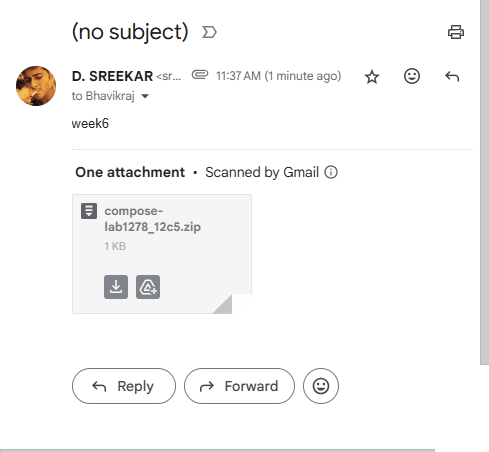 (no subject)
D. SREEKAR <sr... 11:37 AM (1 minute ago)
to Bhavikraj
week6
One attachment • Scanned by Gmail
compose-
lab1278_12c5.zip
1 KB
Reply Forward